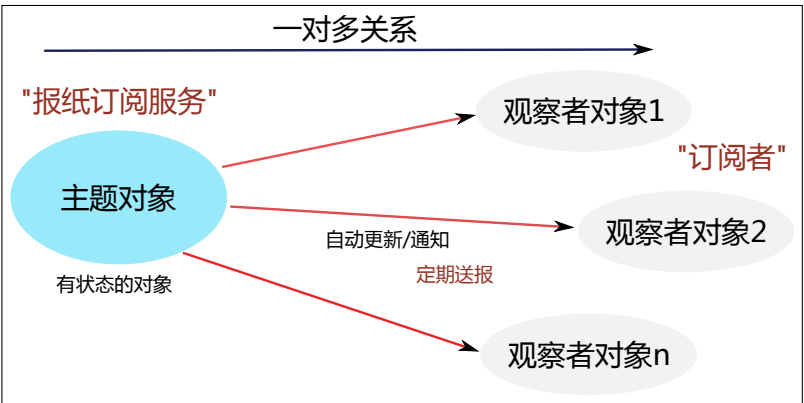 一对多关系
"报纸订阅服务"
观察者对象1
"订阅者"
主题对象
观察者对象2
自动更新/通知
定期送报
有状态的对象
观察者对象n